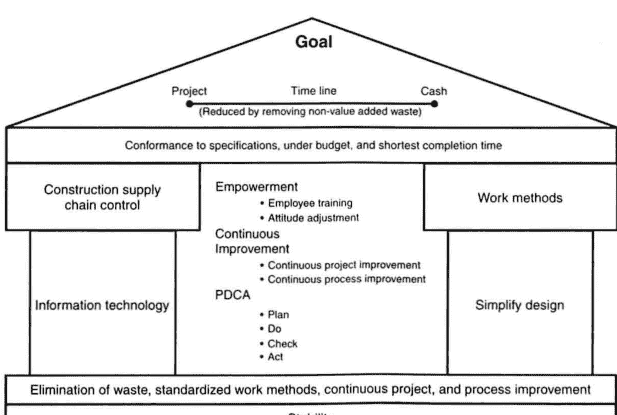 Goal
Project Time line Cash
(Reduced by removing non-value added waste)
Conformance to specifications, under budget, and shortest completion time
Construction supply
chain control
Empowerment
• Employee training
• Attitude adjustment
Continuous
Improvement
• Continuous project improvement
• Continuous process improvement
PDCA
• Plan
• Do
• Check
• Act
Work methods
Information technology
Simplify design
Elimination of waste, standardized work methods, continuous project, and process improvement